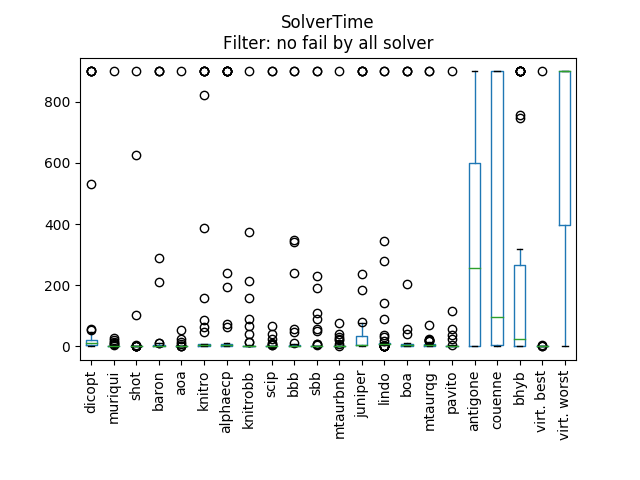 SolverTime
Filter: no fail by all solver
800
600
400
200
0
dicopt
muriqui
shot
baron
aoa
knitro
alphaecp
knitrobb
scip
bbb
sbb
mtaurbnb
juniper
lindo
boa
mtaurqg
pavito
antigone
couenne
bhyb
virt. best
virt. worst